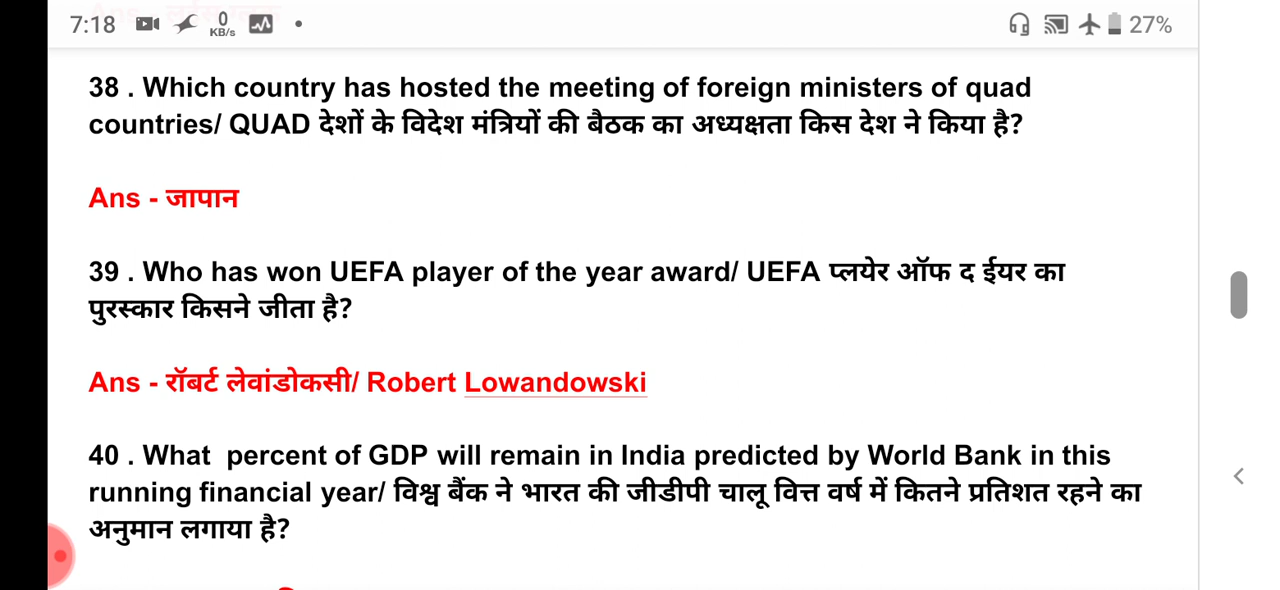 7:18 0 KB/s 27%
38 . Which country has hosted the meeting of foreign ministers of quad
countries/ QUAD देशों के विदेश मंत्रियों की बैठक का अध्यक्षता किस देश ने किया है?
Ans - जापान
39 . Who has won UEFA player of the year award/ UEFA प्लयेर ऑफ द ईयर का
पुरस्कार किसने जीता है?
Ans - रॉबर्ट लेवांडोकसी/ Robert Lowandowski
40 . What  percent of GDP will remain in India predicted by World Bank in this
running financial year/ विश्व बैंक ने भारत की जीडीपी चालू वित्त वर्ष में कितने प्रतिशत रहने का
अनुमान लगाया है?